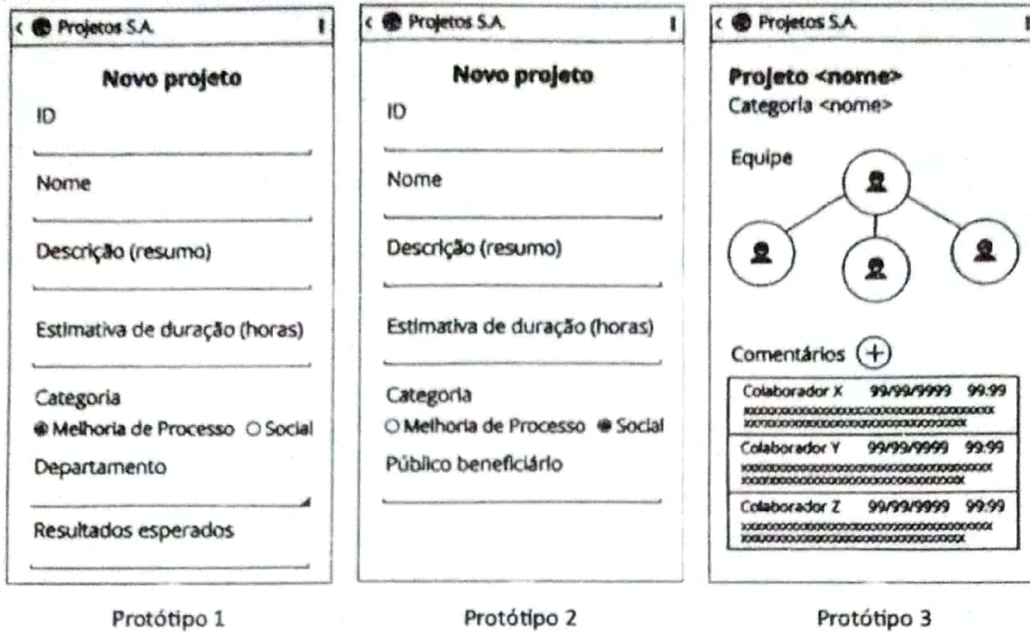 Projetos S.A.
Novo projeto
ID
Nome
Descrição (resumo)
Estimativa de duração (horas)
Categoria
Melhoria de Processo Social
Departamento
Resultados esperados
Protótipo 1
Projetos S.A.
Novo projeto
ID
Nome
Descrição (resumo)
Estimativa de duração (horas)
Categoria
Melhoria de Processo Social
Público beneficiário
Protótipo 2
Projetos S.A.
Projeto <nome>
Categoria <nome>
Equipe
Comentários +
Colaborador X 99/99/9999 99:99
Colaborador Y 99/99/9999 99:99
Colaborador Z 99/99/9999 99:99
Protótipo 3